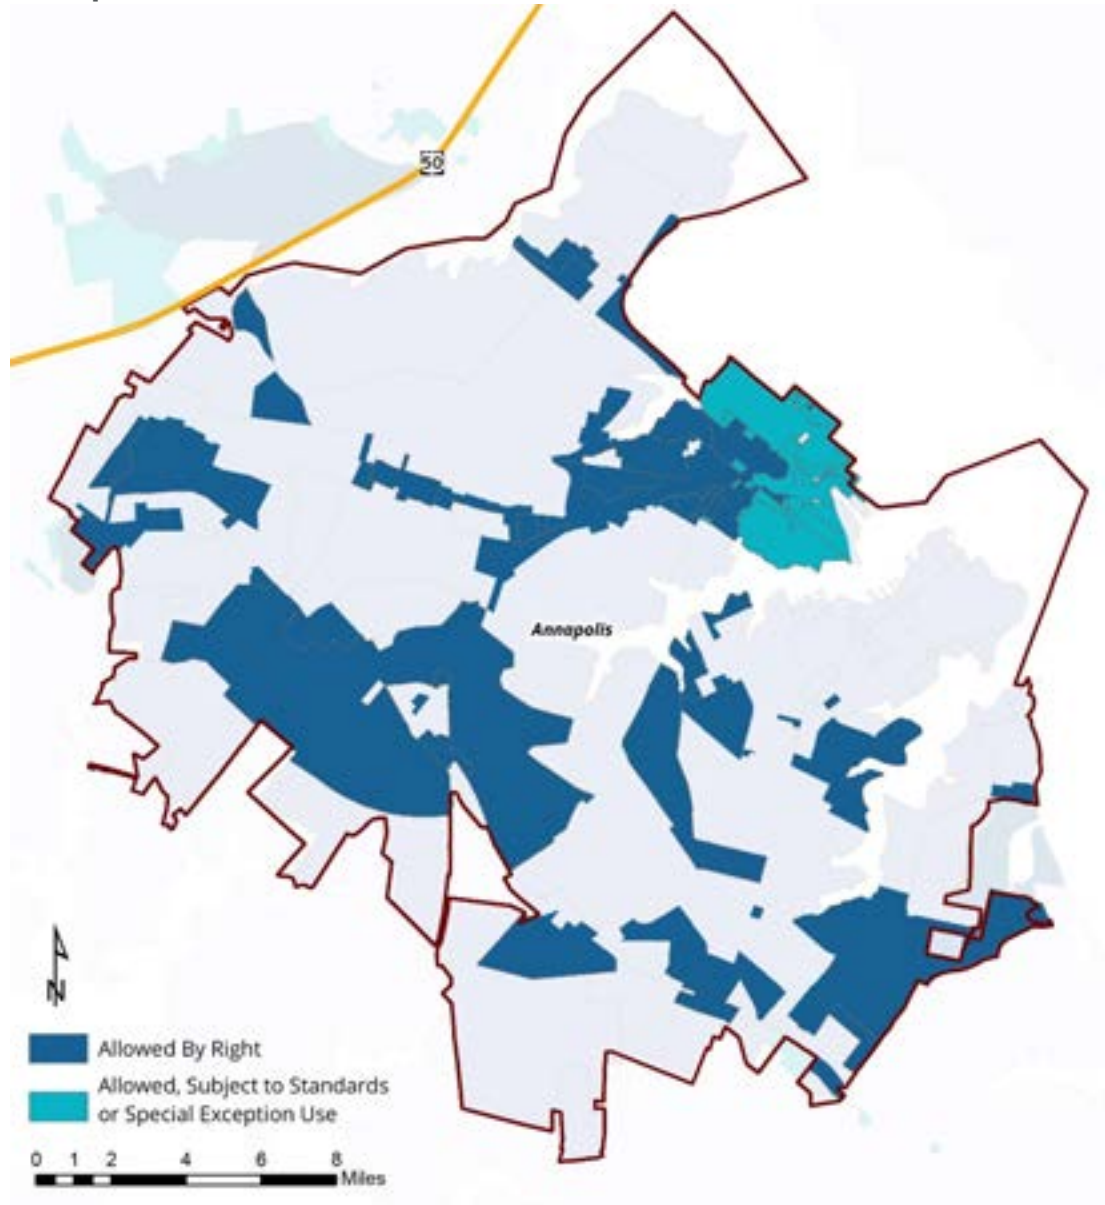 50
Annapolis
N
Allowed By Right
Allowed, Subject to Standards
or Special Exception Use
0 1 2 4 6 8
Miles